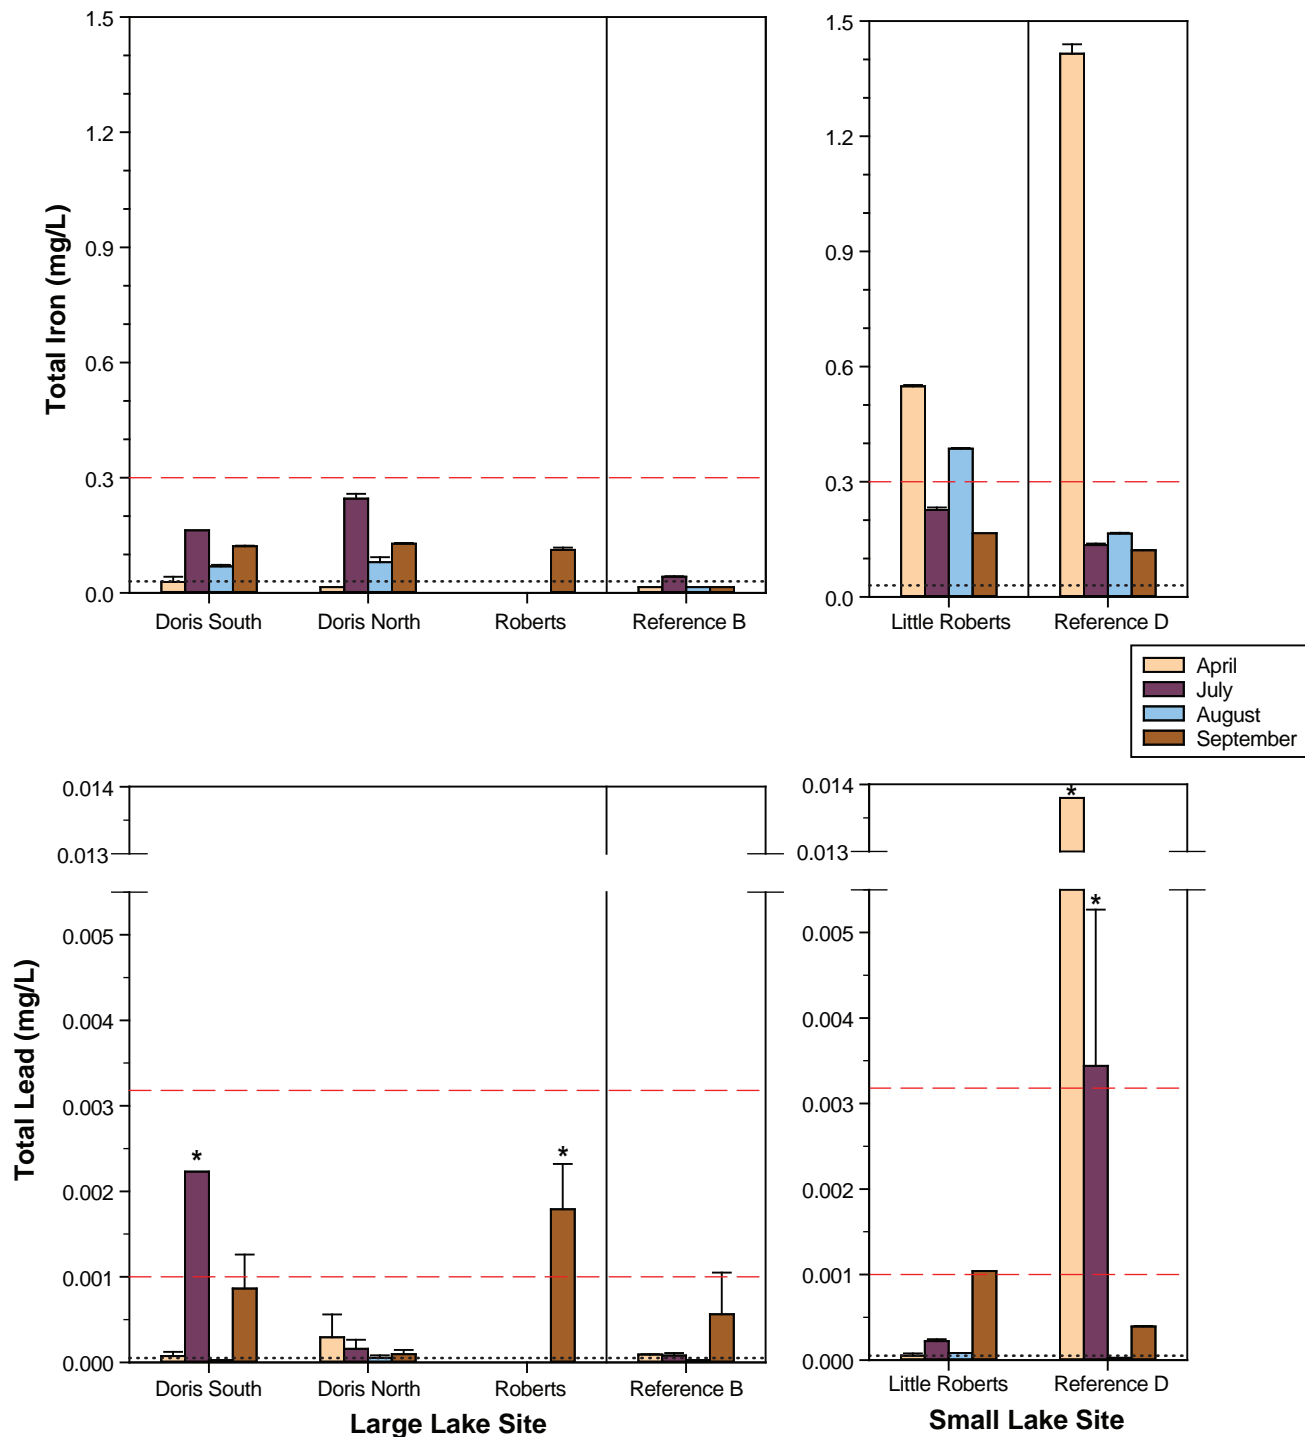 Total Iron (mg/L)
1.5
1.2
0.9
0.6
0.3
0.0
Doris South Doris North Roberts Reference B
1.5
1.2
0.9
0.6
0.3
0.0
Little Roberts Reference D
April
July
August
September
Total Lead (mg/L)
0.014
0.013
0.005
0.004
0.003
0.002
0.001
0.000
* *
Doris South Doris North Roberts Reference B
Large Lake Site
0.014
0.013
0.005
0.004
0.003
0.002
0.001
0.000
*
*
Little Roberts Reference D
Small Lake Site